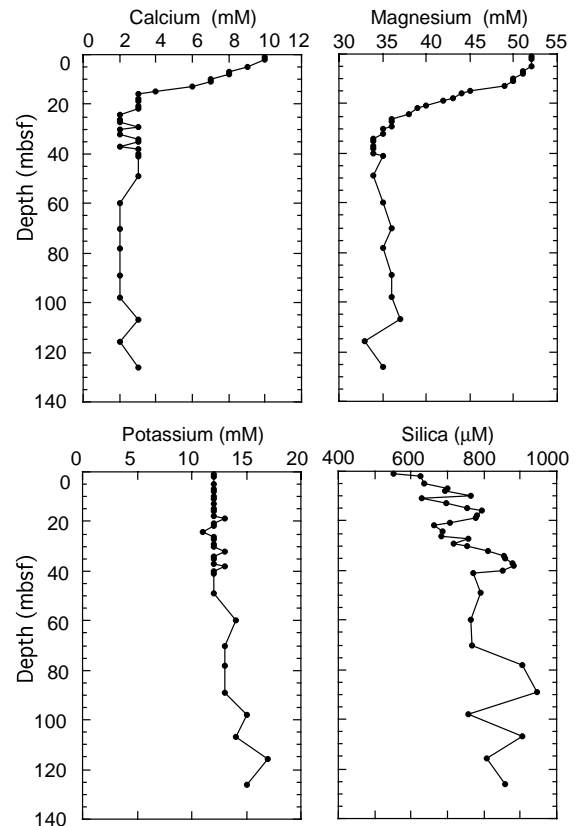 Calcium (mM)
0 2 4 6 8 10 12
0
20
40
60
80
100
120
140
Depth (mbsf)
Magnesium (mM)
30 35 40 45 50 55
Potassium (mM)
0 5 10 15 20
0
20
40
60
80
100
120
140
Depth (mbsf)
Silica (μM)
400 600 800 1000